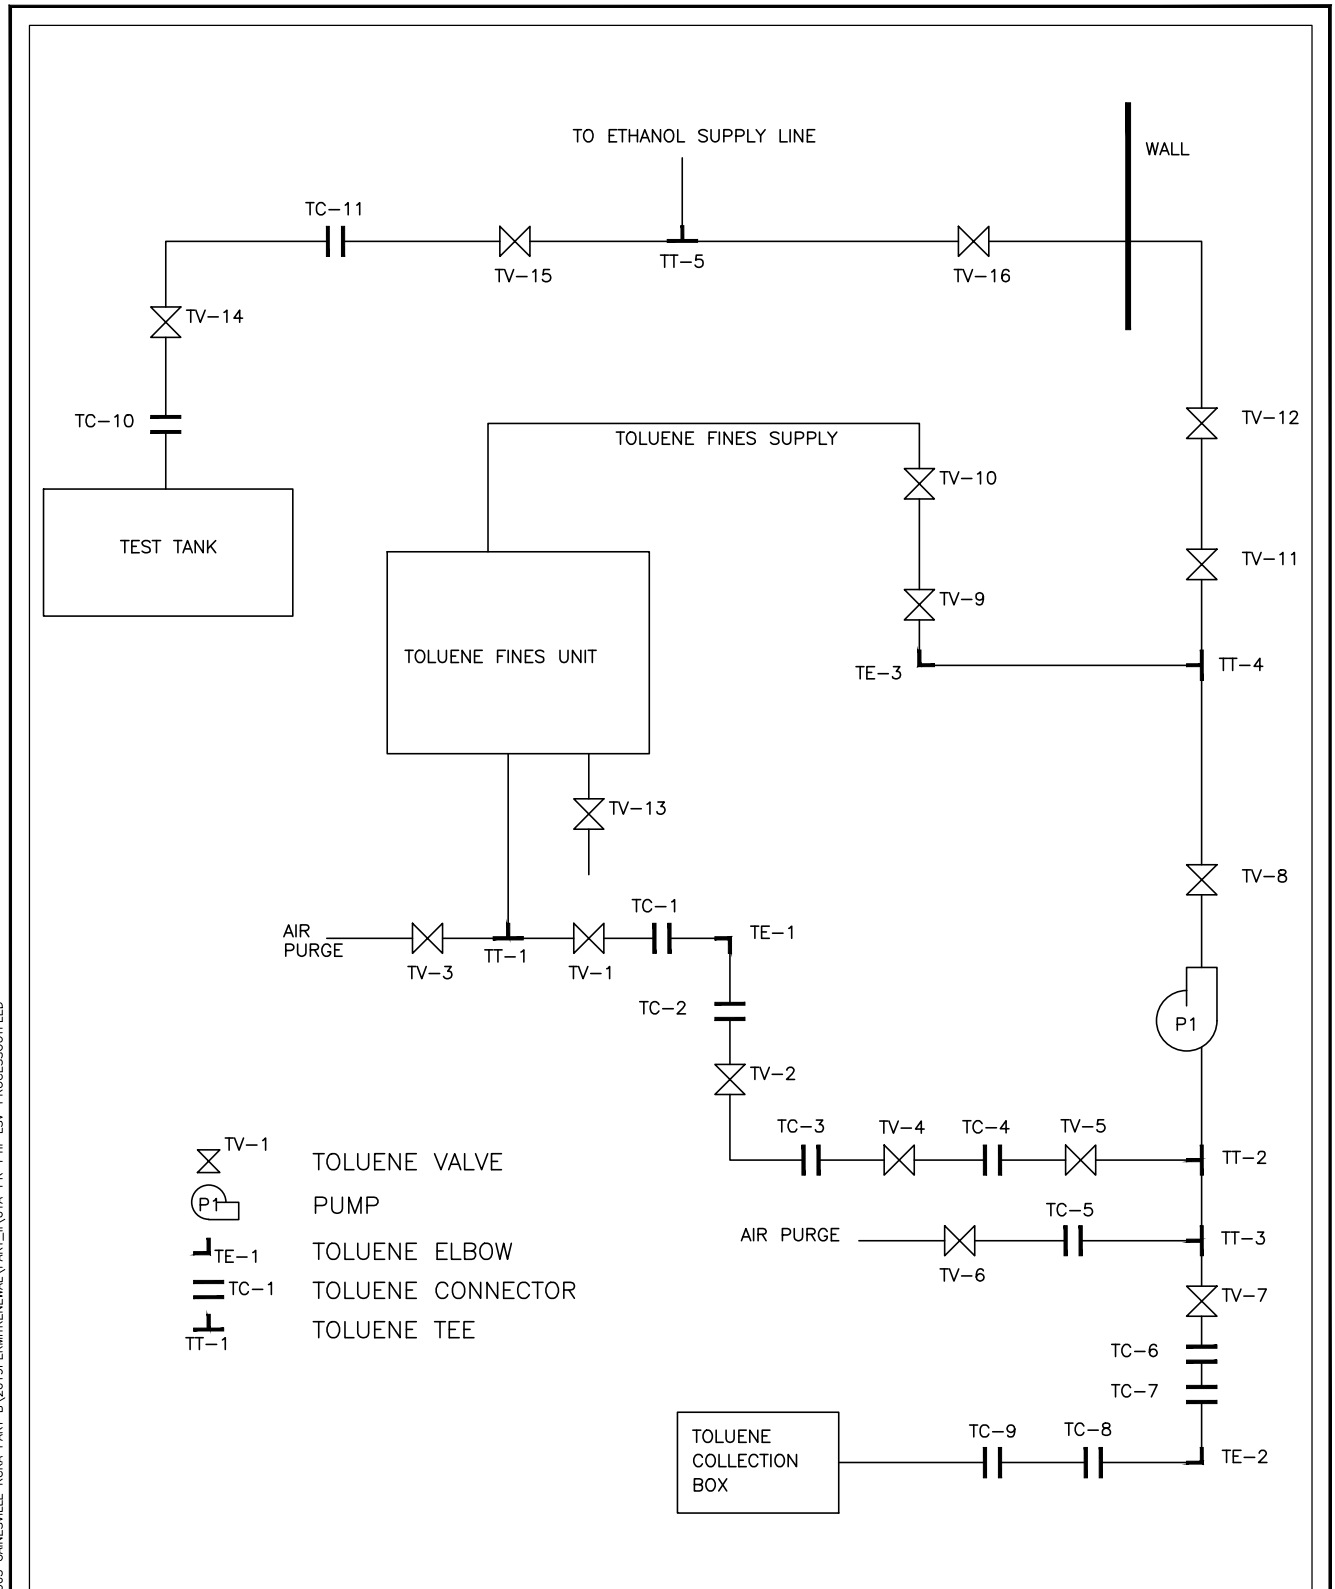 TO ETHANOL SUPPLY LINE
WALL
TC-11
TV-15
TT-5
TV-16
TV-14
TC-10
TV-12
TOLUENE FINES SUPPLY
TV-10
TEST TANK
TV-11
TV-9
TOLUENE FINES UNIT
TE-3
TT-4
TV-13
TV-8
AIR
PURGE
TV-3
TT-1
TV-1
TC-1
TE-1
TC-2
P1
TV-2
TC-3
TV-4
TC-4
TV-5
TT-2
TC-5
AIR PURGE
TV-6
TT-3
TV-7
TV-1
TOLUENE VALVE
P1
PUMP
TE-1
TOLUENE ELBOW
TC-1
TOLUENE CONNECTOR
TT-1
TOLUENE TEE
TC-6
TC-7
TOLUENE
COLLECTION
BOX
TC-9
TC-8
TE-2